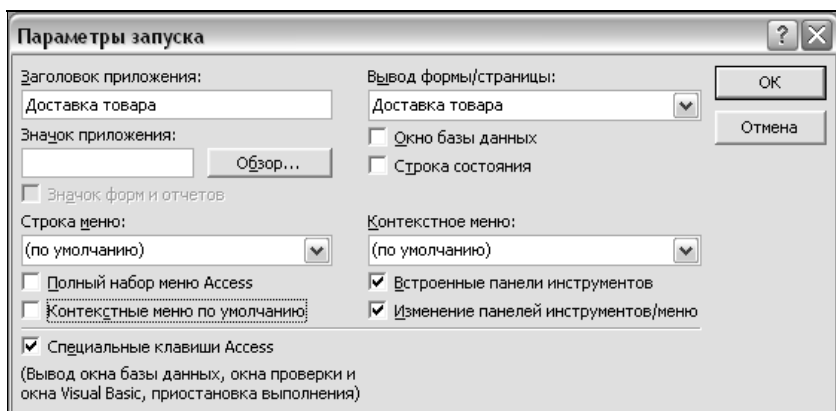 Параметры запуска
Заголовок приложения:
Доставка товара
Значок приложения:
Обзор...
Значок форм и отчетов
Вывод формы/страницы:
Доставка товара
Окно базы данных
Строка состояния
ОК
Отмена
Строка меню:
(по умолчанию)
Полный набор меню Access
Контекстные меню по умолчанию
Контекстное меню:
(по умолчанию)
Встроенные панели инструментов
Изменение панелей инструментов/меню
Специальные клавиши Access
(Вывод окна базы данных, окна проверки и
окна Visual Basic, приостановка выполнения)